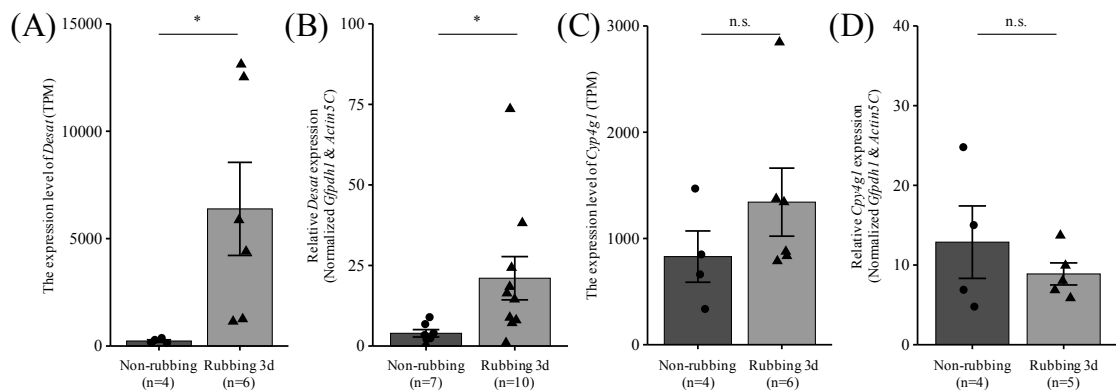 (A)
*
The expression level of Desat (TPM)
15000
10000
5000
0
Non-rubbing
(n=4)
Rubbing 3d
(n=6)
(B)
*
Relative Desat expression
(Normalized Gfpdh1 & Actin5C)
100
75
50
25
0
Non-rubbing
(n=7)
Rubbing 3d
(n=10)
(C)
n.s.
The expression level of Cyp4g1 (TPM)
3000
2000
1000
0
Non-rubbing
(n=4)
Rubbing 3d
(n=6)
(D)
n.s.
Relative Cpy4g1 expression
(Normalized Gfpdh1 & Actin5C)
40
30
20
10
0
Non-rubbing
(n=4)
Rubbing 3d
(n=5)